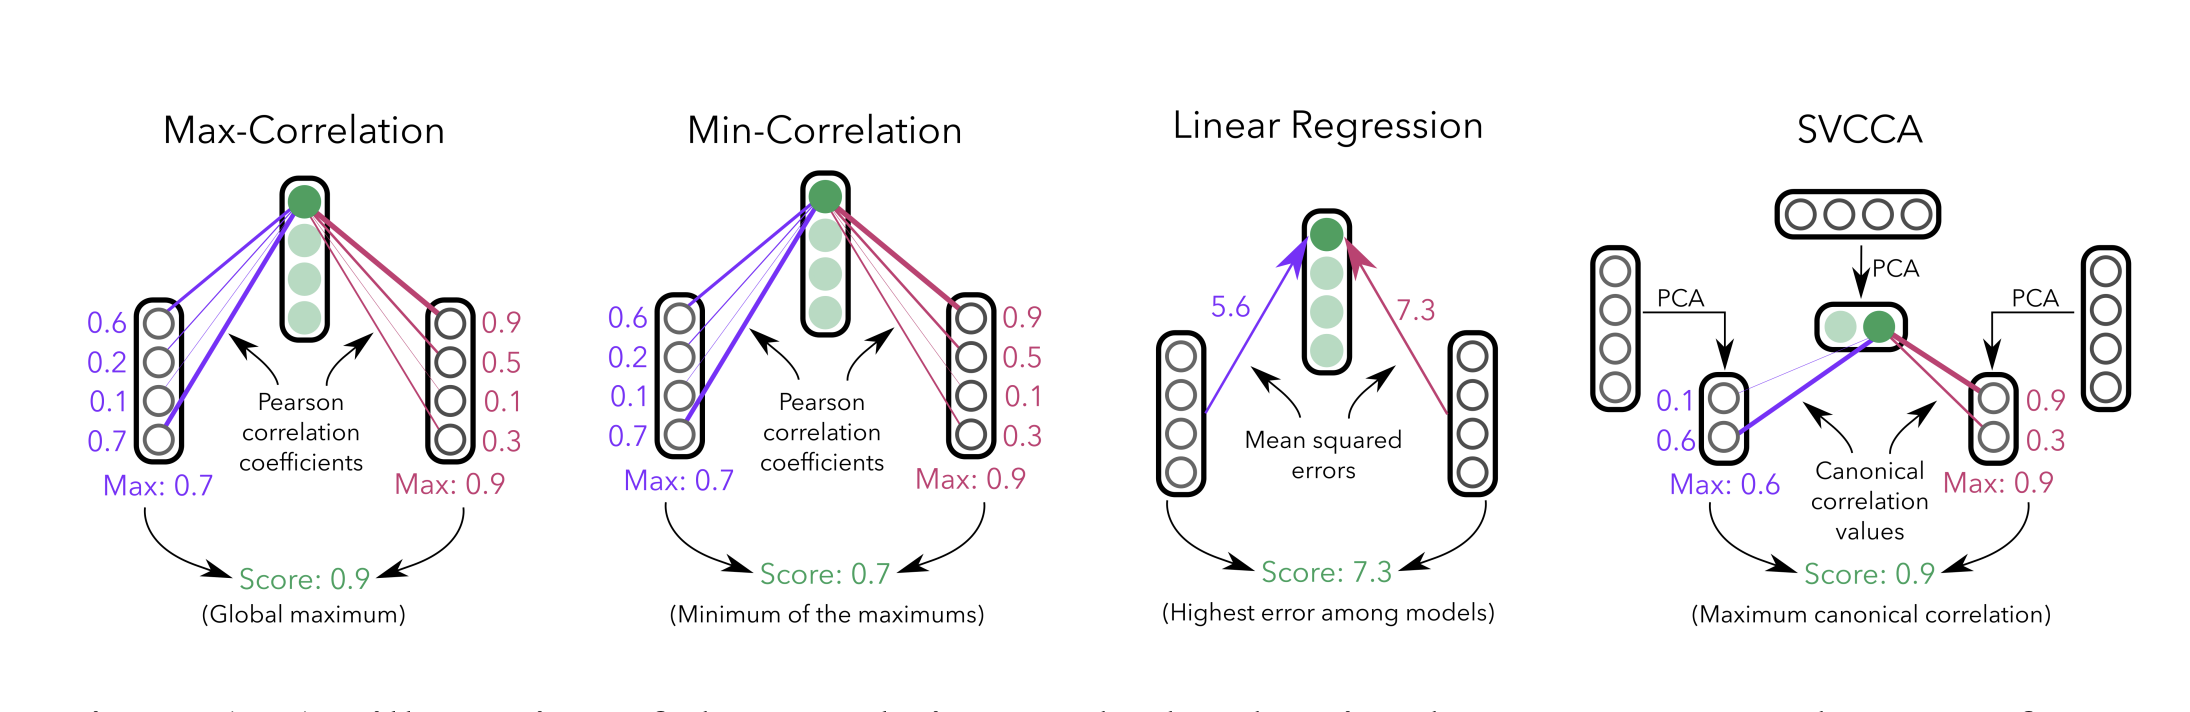 Max-Correlation
0.6
0.2
0.1
0.7
0.9
0.5
0.1
0.3
Pearson
correlation
coefficients
Max: 0.7
Max: 0.9
Score: 0.9
(Global maximum)
Min-Correlation
0.6
0.2
0.1
0.7
0.9
0.5
0.1
0.3
Pearson
correlation
coefficients
Max: 0.7
Max: 0.9
Score: 0.7
(Minimum of the maximums)
Linear Regression
5.6
7.3
Mean squared
errors
Score: 7.3
(Highest error among models)
SVCCA
PCA
PCA
PCA
0.1
0.6
0.9
0.3
Max: 0.6
Max: 0.9
Canonical
correlation
values
Score: 0.9
(Maximum canonical correlation)